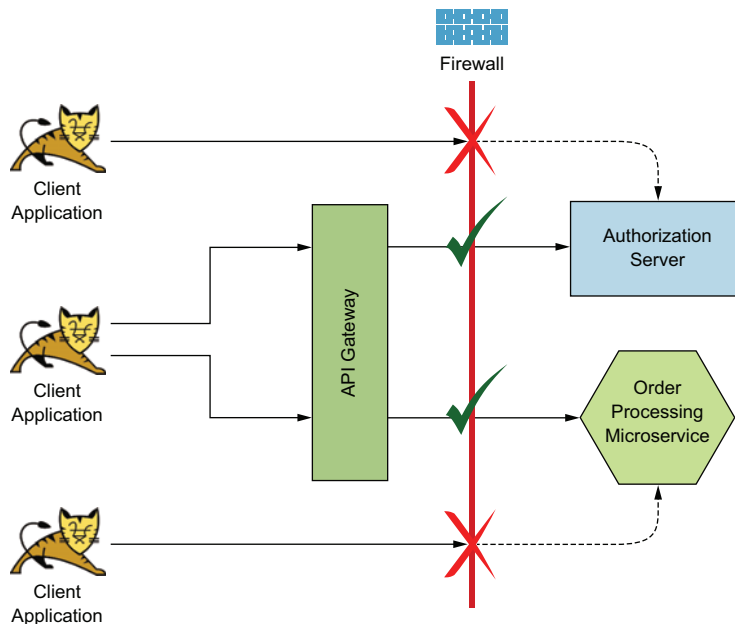 Firewall
Client
Application
Authorization
Server
API Gateway
Client
Application
Order
Processing
Microservice
Client
Application